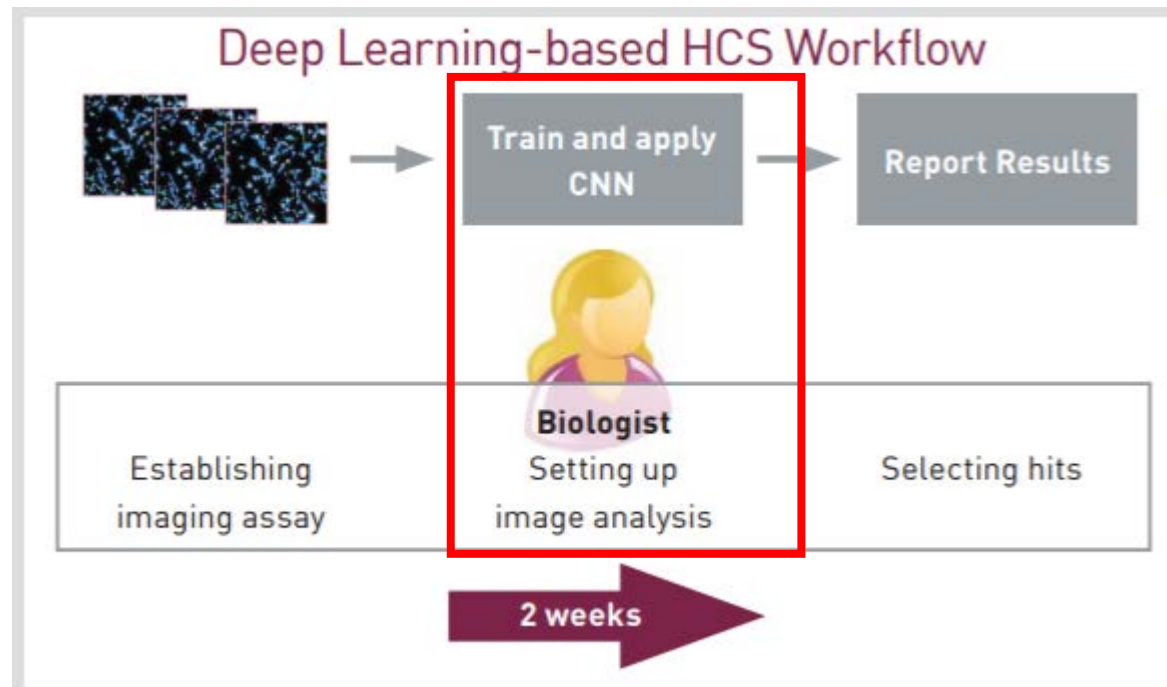 Deep Learning-based HCS Workflow
Train and apply
CNN
Report Results
Biologist
Establishing
imaging assay
Setting up
image analysis
Selecting hits
2 weeks